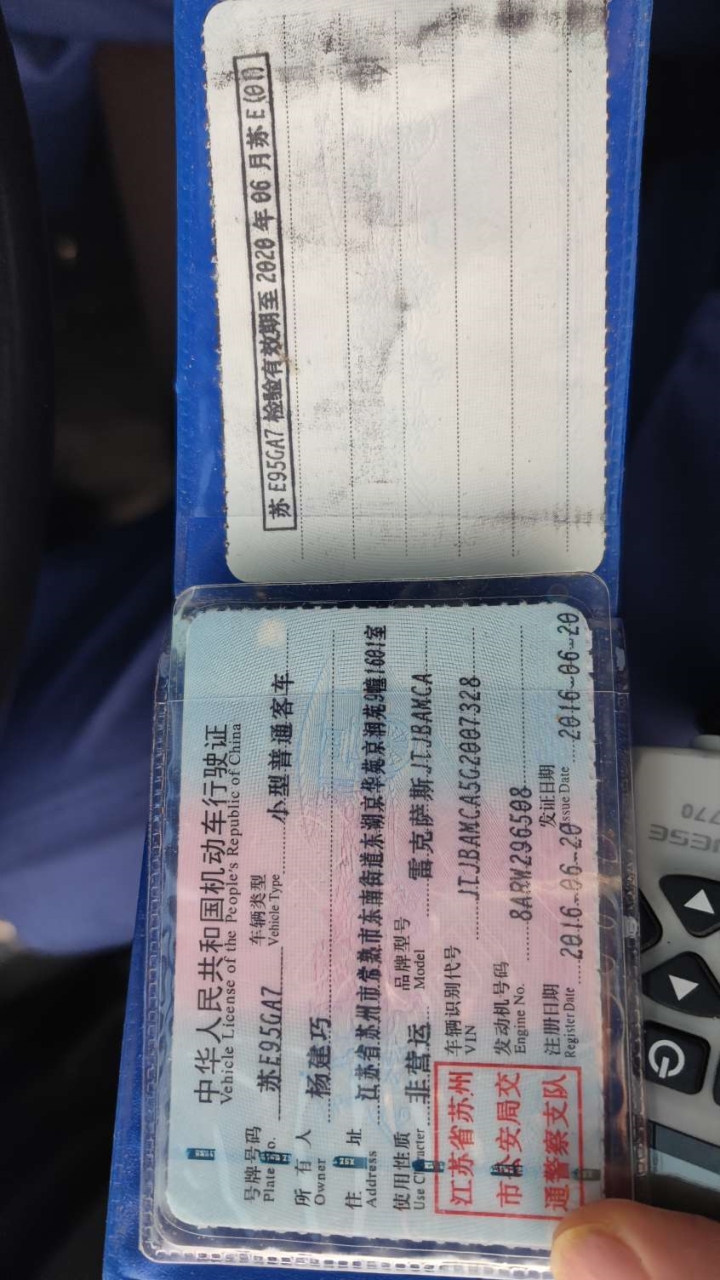 苏E95GA7 检验有效期至 2020 年 06 月苏 E(01)
中华人民共和国机动车行驶证
Vehicle License of the People's Republic of China
号牌号码 苏E95GA7 车辆类型 小型普通客车
Plate No. Vehicle Type
所有人 杨建巧
Owner
住址 江苏省苏州市常熟市东南街道东湖京华苑京润苑9幢1601室
Address
使用性质 非营运 品牌型号 雷克萨斯JTJBAMCA
Use Character Model
江苏省苏州
市公安局交
通警察支队
车辆识别代号 JTJBAMCA5G2007328
VIN
发动机号码 8ARW296508
Engine No.
注册日期 2016-06-20 发证日期 2016-06-20
Register Date Issue Date
770